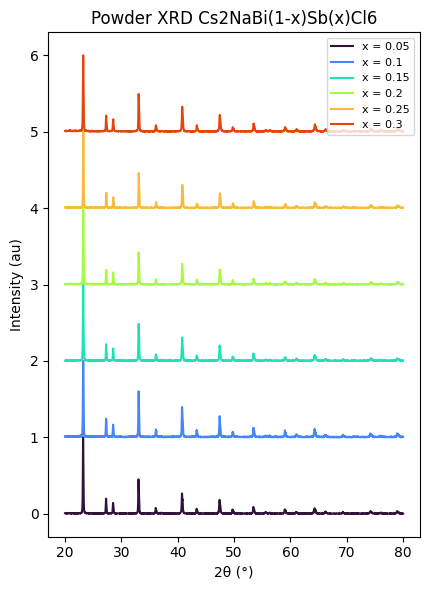 Powder XRD Cs2NaBi(1-x)Sb(x)Cl6
x = 0.05
x = 0.1
x = 0.15
x = 0.2
x = 0.25
x = 0.3
6
5
4
3
2
1
0
Intensity (au)
20 30 40 50 60 70 80
2θ (°)